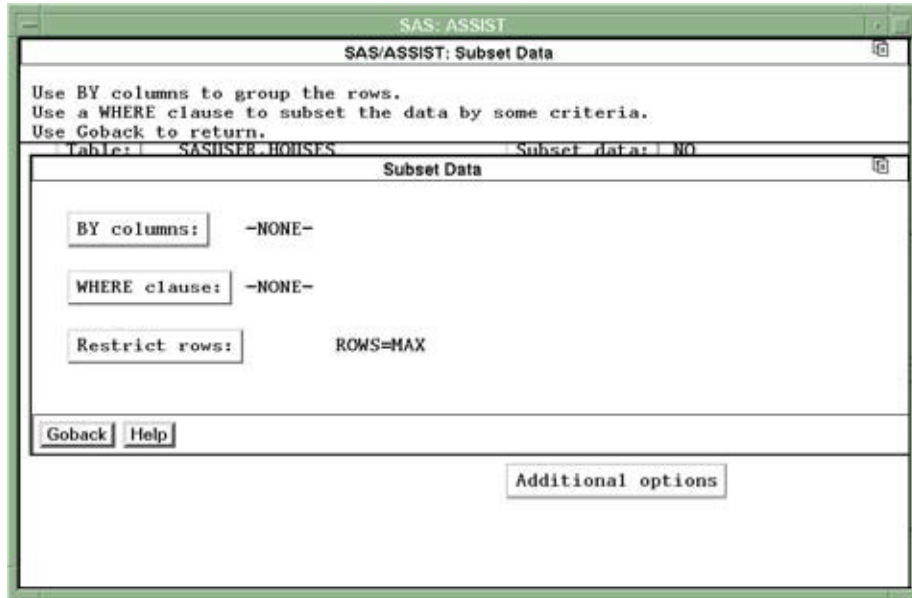 SAS: ASSIST
SAS/ASSIST: Subset Data
Use BY columns to group the rows.
Use a WHERE clause to subset the data by some criteria.
Use Goback to return.
Table: SASUSER.HOUSES Subset data: NO
Subset Data
BY columns: -NONE-
WHERE clause: -NONE-
Restrict rows: ROWS=MAX
Goback Help
Additional options